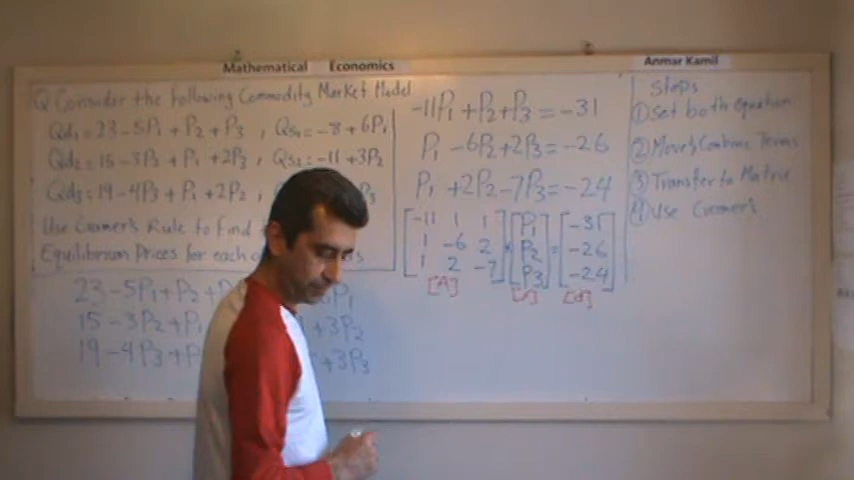 Mathematical Economics
Anmar Kamil
Q Consider the following Commodity Market Model
Qd1 = 23 - 5P1 + P2 + P3 , Qs1 = -8 + 6P1
Qd2 = 15 - 3P2 + P1 + 2P3 , Qs2 = -11 + 3P2
Qd3 = 19 - 4P3 + P1 + 2P2 , P3
Use Cramer's Rule to find
Equilibrium Prices for each
23 - 5P1 + P2 + P1
15 - 3P2 + P1 + 3P2
19 - 4P3 + P + 3P3
-11P1 + P2 + P3 = -31
P1 - 6P2 + 2P3 = -26
P1 + 2P2 - 7P3 = -24
-11 1 1 P1 -31
1 -6 2 P2 = -26
1 2 -7 P3 -24
[A] [d]
Steps
① Set both equation
② Move & Combine Terms
③ Transfer to Matrix
④ Use Cramer's